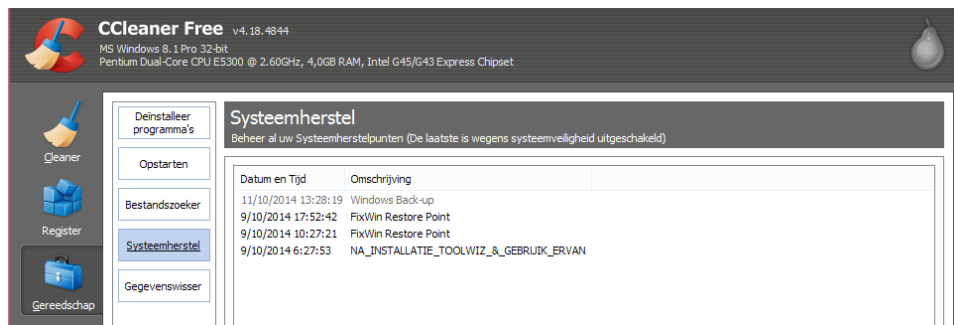 CCleaner Free v4.18.4844
MS Windows 8.1 Pro 32-bit
Pentium Dual-Core CPU E5300 @ 2.60GHz, 4,0GB RAM, Intel G45/G43 Express Chipset
Cleaner
Register
Gereedschap
Deïnstalleer
programma's
Opstarten
Bestandszoeker
Systeemherstel
Gegevenswisser
Systeemherstel
Beheer al uw Systeemherstelpunten (De laatste is wegens systeemveiligheid uitgeschakeld)
Datum en Tijd Omschrijving
11/10/2014 13:28:19 Windows Back-up
9/10/2014 17:52:42 FixWin Restore Point
9/10/2014 10:27:21 FixWin Restore Point
9/10/2014 6:27:53 NA_INSTALLATIE_TOOLWIZ_&_GEBRUIK_ERVAN